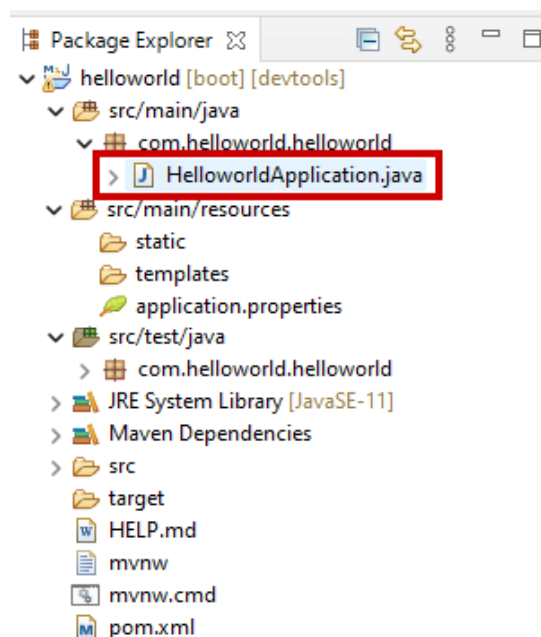 Package Explorer
helloworld [boot] [devtools]
src/main/java
com.helloworld.helloworld
HelloworldApplication.java
src/main/resources
static
templates
application.properties
src/test/java
com.helloworld.helloworld
JRE System Library [JavaSE-11]
Maven Dependencies
src
target
HELP.md
mvnw
mvnw.cmd
pom.xml